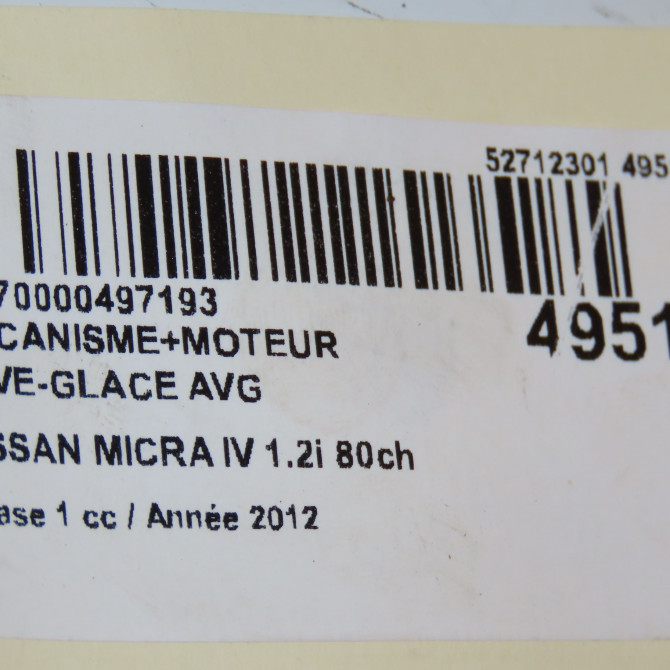 52712301 495
70000497193
4951
CANISME+MOTEUR
VE-GLACE AVG
SSAN MICRA IV 1.2i 80ch
ase 1 cc / Année 2012